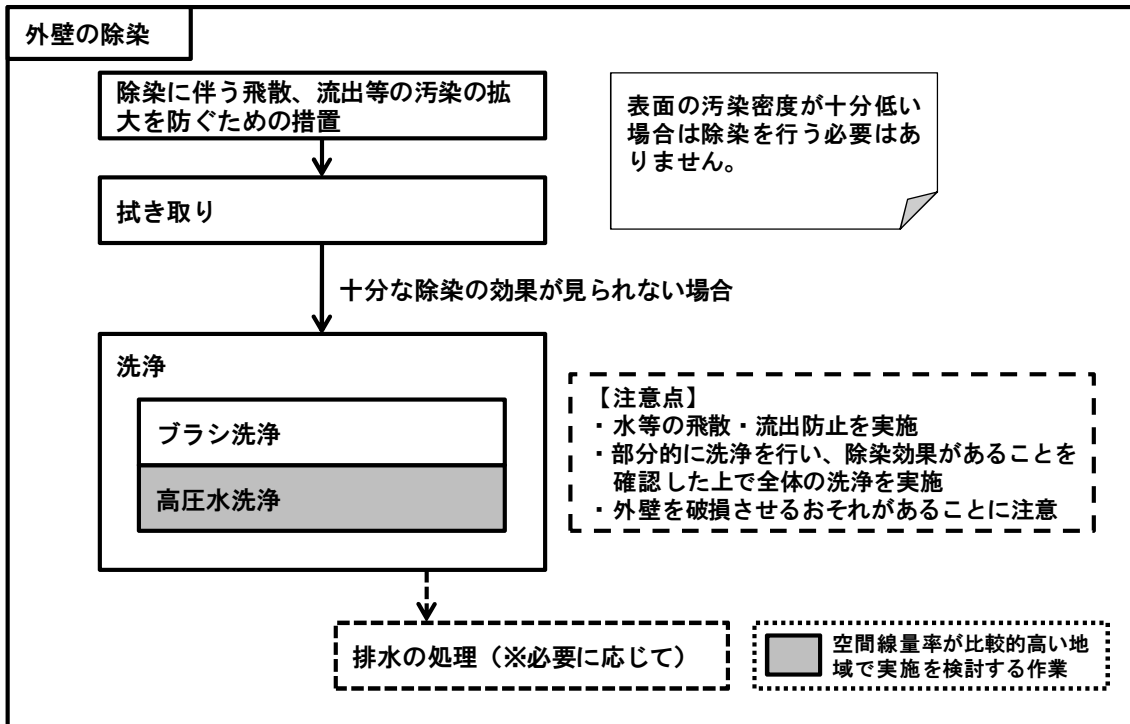 外壁の除染
除染に伴う飛散、流出等の汚染の拡
大を防ぐための措置
表面の汚染密度が十分低い
場合は除染を行う必要はあ
りません。
拭き取り
十分な除染の効果が見られない場合
洗浄
ブラシ洗浄
高圧水洗浄
【注意点】
・水等の飛散・流出防止を実施
・部分的に洗浄を行い、除染効果があることを
確認した上で全体の洗浄を実施
・外壁を破損させるおそれがあることに注意
排水の処理（※必要に応じて）
空間線量率が比較的高い地
域で実施を検討する作業